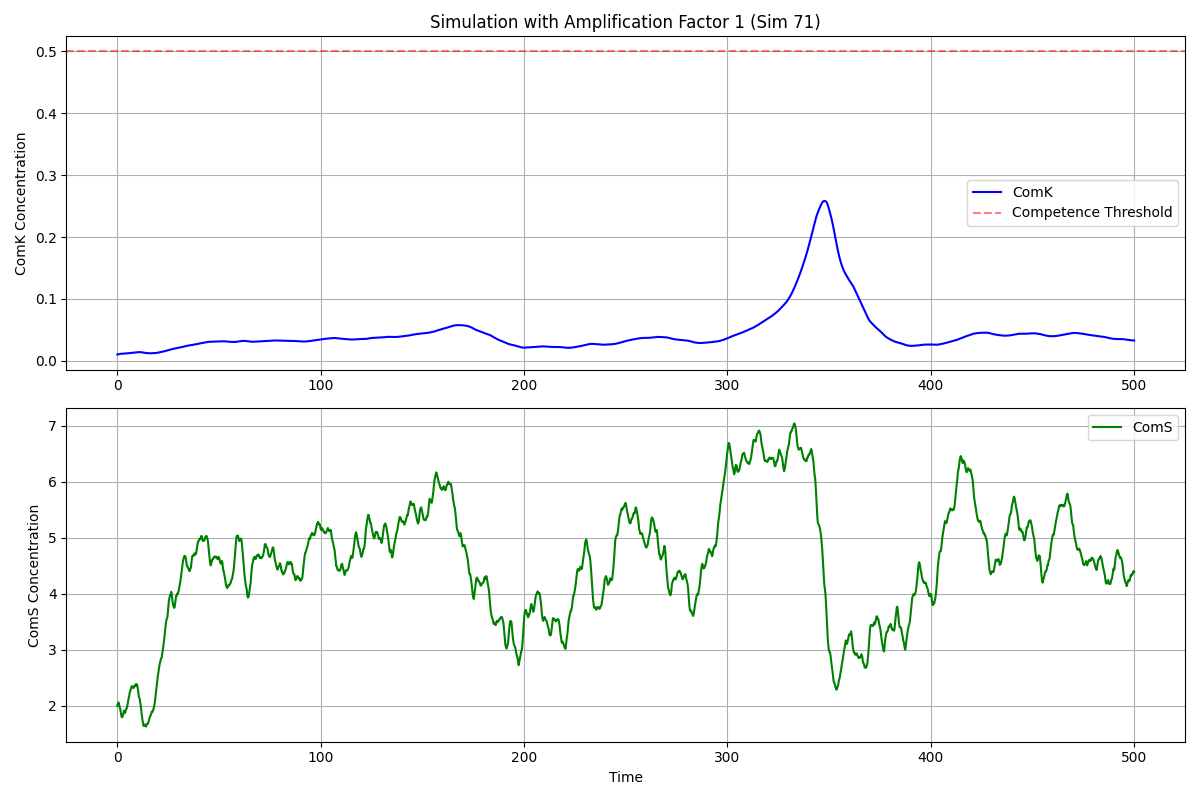 Simulation with Amplification Factor 1 (Sim 71)
ComK Concentration
0.5
0.4
0.3
0.2
0.1
0.0
ComK
Competence Threshold
0 100 200 300 400 500
ComS Concentration
7
6
5
4
3
2
ComS
0 100 200 300 400 500
Time